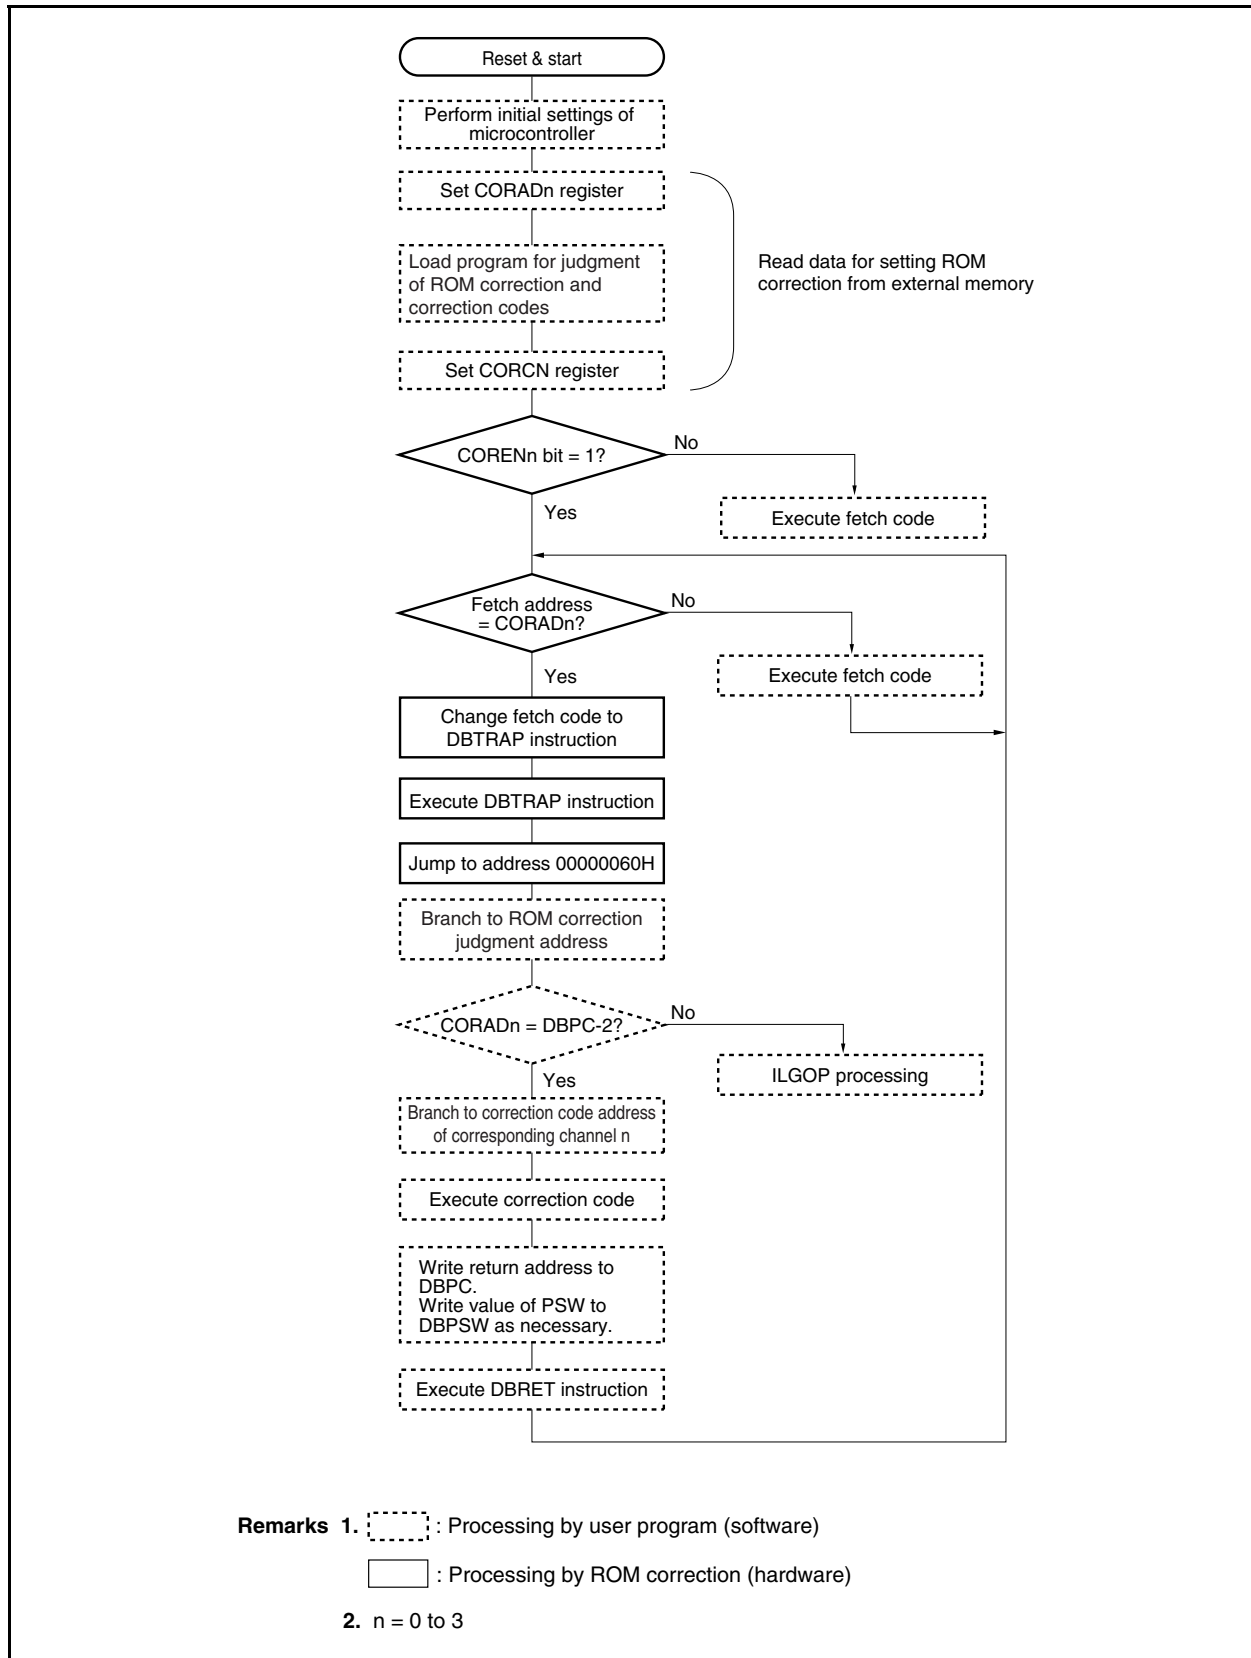 Reset & start
Perform initial settings of
microcontroller
Set CORADn register
Load program for judgment
of ROM correction and
correction codes
Read data for setting ROM
correction from external memory
Set CORCN register
CORENn bit = 1?
No
Execute fetch code
Yes
Fetch address
= CORADn?
No
Execute fetch code
Yes
Change fetch code to
DBTRAP instruction
Execute DBTRAP instruction
Jump to address 00000060H
Branch to ROM correction
judgment address
CORADn = DBPC-2?
No
ILGOP processing
Yes
Branch to correction code address
of corresponding channel n
Execute correction code
Write return address to
DBPC.
Write value of PSW to
DBPSW as necessary.
Execute DBRET instruction
Remarks 1. : Processing by user program (software)
: Processing by ROM correction (hardware)
2. n = 0 to 3